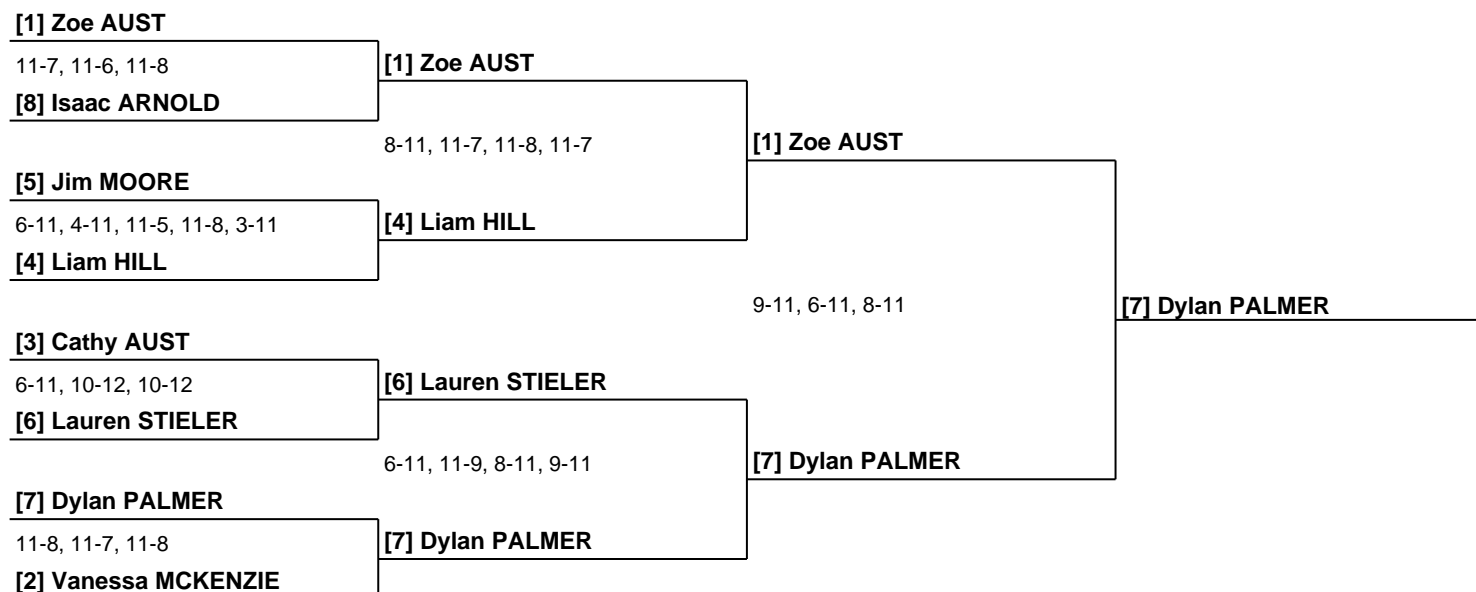 [1] Zoe AUST
11-7, 11-6, 11-8
[1] Zoe AUST
[8] Isaac ARNOLD
8-11, 11-7, 11-8, 11-7
[1] Zoe AUST
[5] Jim MOORE
6-11, 4-11, 11-5, 11-8, 3-11
[4] Liam HILL
[4] Liam HILL
9-11, 6-11, 8-11
[7] Dylan PALMER
[3] Cathy AUST
6-11, 10-12, 10-12
[6] Lauren STIELER
[6] Lauren STIELER
6-11, 11-9, 8-11, 9-11
[7] Dylan PALMER
[7] Dylan PALMER
11-8, 11-7, 11-8
[7] Dylan PALMER
[2] Vanessa MCKENZIE